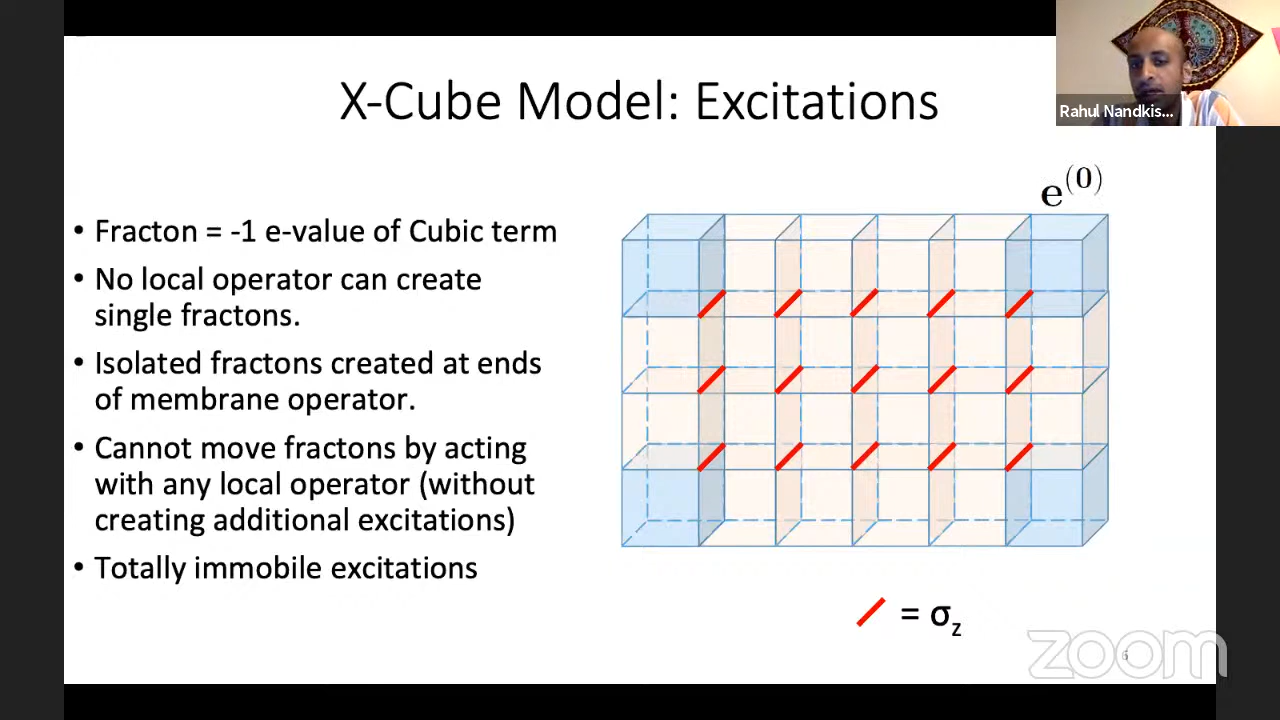 X-Cube Model: Excitations
Rahul Nandkis...
e(0)
• Fracton = -1 e-value of Cubic term
• No local operator can create
single fractons.
• Isolated fractons created at ends
of membrane operator.
• Cannot move fractons by acting
with any local operator (without
creating additional excitations)
• Totally immobile excitations
= σz
zoom
6